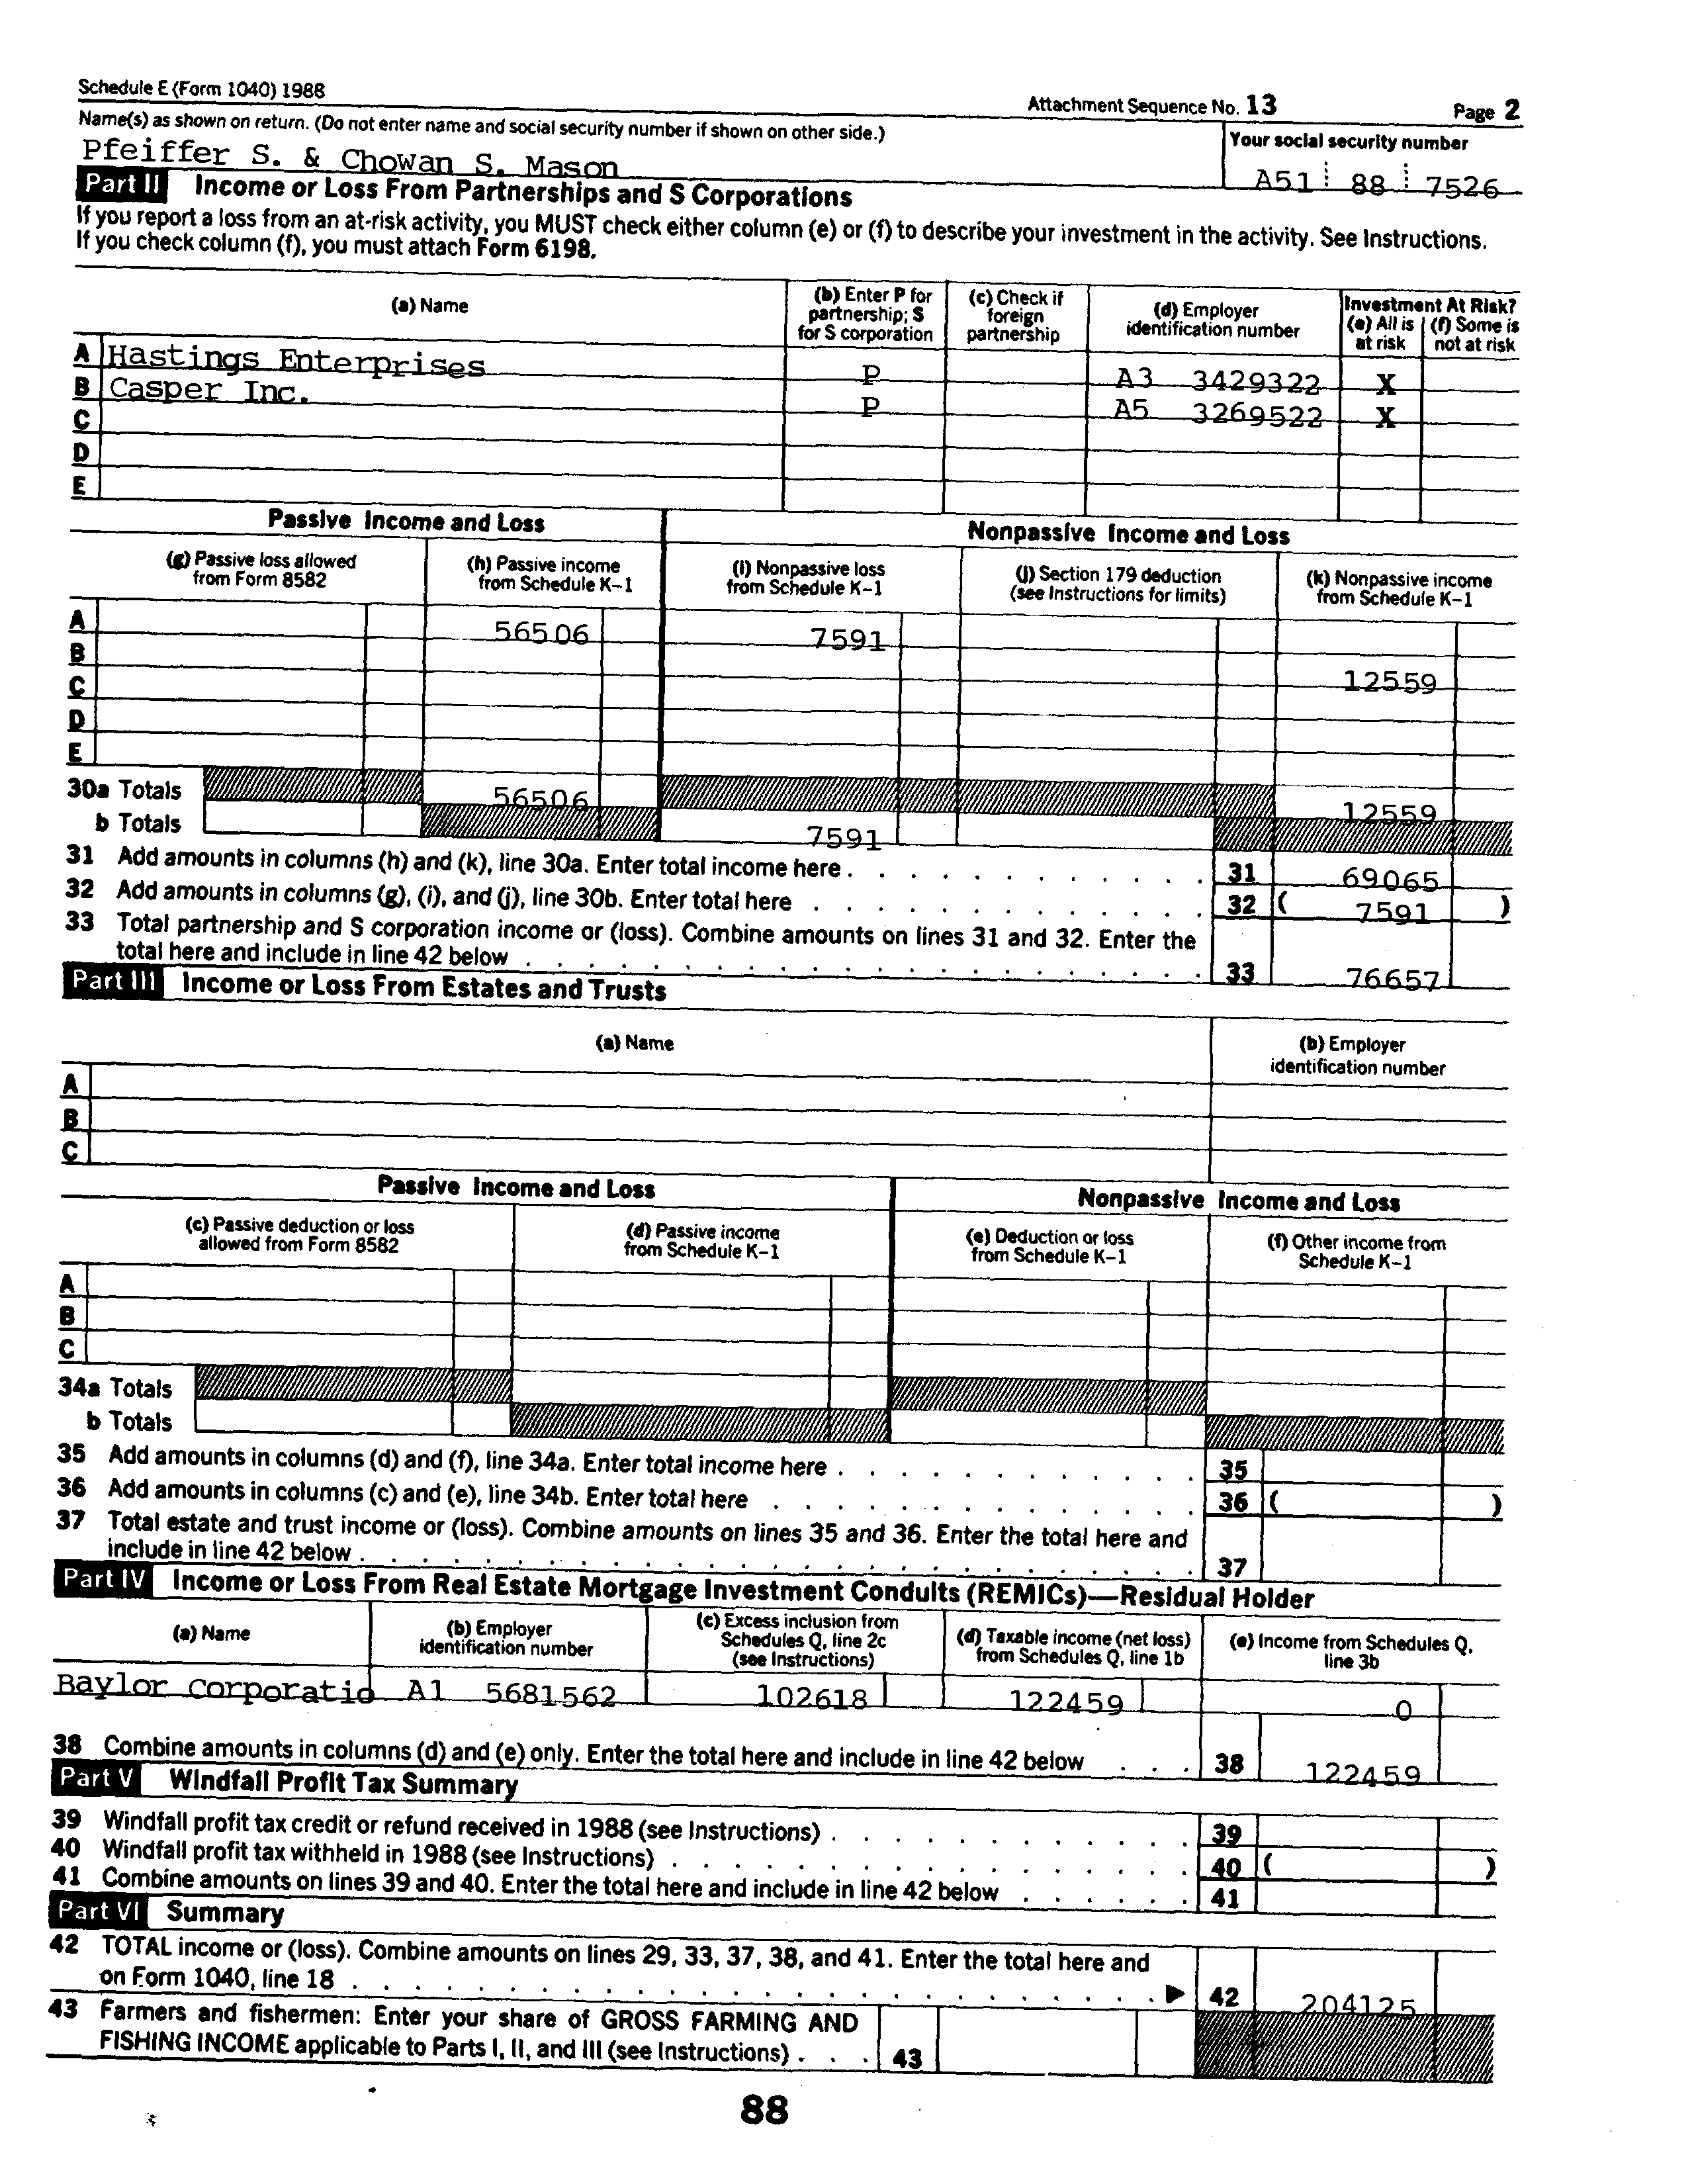 Schedule E (Form 1040) 1988
Attachment Sequence No. 13
Page 2
Name(s) as shown on return. (Do not enter name and social security number if shown on other side.)
Your social security number
Pfeiffer S. & Chowan S. Mason
A51 88 7526
Part II Income or Loss From Partnerships and S Corporations
If you report a loss from an at-risk activity, you MUST check either column (e) or (f) to describe your investment in the activity. See Instructions.
If you check column (f), you must attach Form 6198.
(a) Name
(b) Enter P for partnership; S for S corporation
(c) Check if foreign partnership
(d) Employer identification number
Investment At Risk?
(e) All is at risk
(f) Some is not at risk
A Hastings Enterprises P A3 3429322 X
B Casper Inc. P A5 3269522 X
C
D
E
Passive Income and Loss
Nonpassive Income and Loss
(g) Passive loss allowed from Form 8582
(h) Passive income from Schedule K-1
(i) Nonpassive loss from Schedule K-1
(j) Section 179 deduction (see Instructions for limits)
(k) Nonpassive income from Schedule K-1
A 56506 7591
B 12559
C
D
E
30a Totals 56506 12559
b Totals 7591
31 Add amounts in columns (h) and (k), line 30a. Enter total income here . . . . . . . . . . . . 31 69065
32 Add amounts in columns (g), (i), and (j), line 30b. Enter total here . . . . . . . . . . . . . 32 ( 7591 )
33 Total partnership and S corporation income or (loss). Combine amounts on lines 31 and 32. Enter the
total here and include in line 42 below . . . . . . . . . . . . . . . . . . . . . . 33 76657
Part III Income or Loss From Estates and Trusts
(a) Name
(b) Employer identification number
A
B
C
Passive Income and Loss
Nonpassive Income and Loss
(c) Passive deduction or loss allowed from Form 8582
(d) Passive income from Schedule K-1
(e) Deduction or loss from Schedule K-1
(f) Other income from Schedule K-1
A
B
C
34a Totals
b Totals
35 Add amounts in columns (d) and (f), line 34a. Enter total income here . . . . . . . . . . . . 35
36 Add amounts in columns (c) and (e), line 34b. Enter total here . . . . . . . . . . . . . . 36 ( )
37 Total estate and trust income or (loss). Combine amounts on lines 35 and 36. Enter the total here and
include in line 42 below . . . . . . . . . . . . . . . . . . . . . . . . . . . 37
Part IV Income or Loss From Real Estate Mortgage Investment Conduits (REMICs)—Residual Holder
(a) Name
(b) Employer identification number
(c) Excess inclusion from Schedules Q, line 2c (see Instructions)
(d) Taxable income (net loss) from Schedules Q, line 1b
(e) Income from Schedules Q, line 3b
Baylor Corporatio A1 5681562 102618 122459 0
38 Combine amounts in columns (d) and (e) only. Enter the total here and include in line 42 below . . . 38 122459
Part V Windfall Profit Tax Summary
39 Windfall profit tax credit or refund received in 1988 (see Instructions) . . . . . . . . . . . . 39
40 Windfall profit tax withheld in 1988 (see Instructions) . . . . . . . . . . . . . . . . . 40 ( )
41 Combine amounts on lines 39 and 40. Enter the total here and include in line 42 below . . . . . . 41
Part VI Summary
42 TOTAL income or (loss). Combine amounts on lines 29, 33, 37, 38, and 41. Enter the total here and
on Form 1040, line 18 . . . . . . . . . . . . . . . . . . . . . . . . . . ▶ 42 204125
43 Farmers and fishermen: Enter your share of GROSS FARMING AND
FISHING INCOME applicable to Parts I, II, and III (see Instructions) . . . 43
88